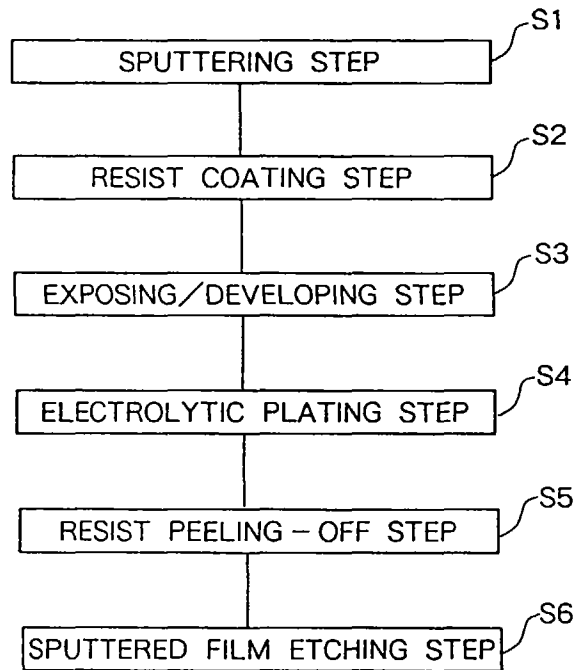 S1
SPUTTERING STEP
S2
RESIST COATING STEP
S3
EXPOSING/DEVELOPING STEP
S4
ELECTROLYTIC PLATING STEP
S5
RESIST PEELING-OFF STEP
S6
SPUTTERED FILM ETCHING STEP